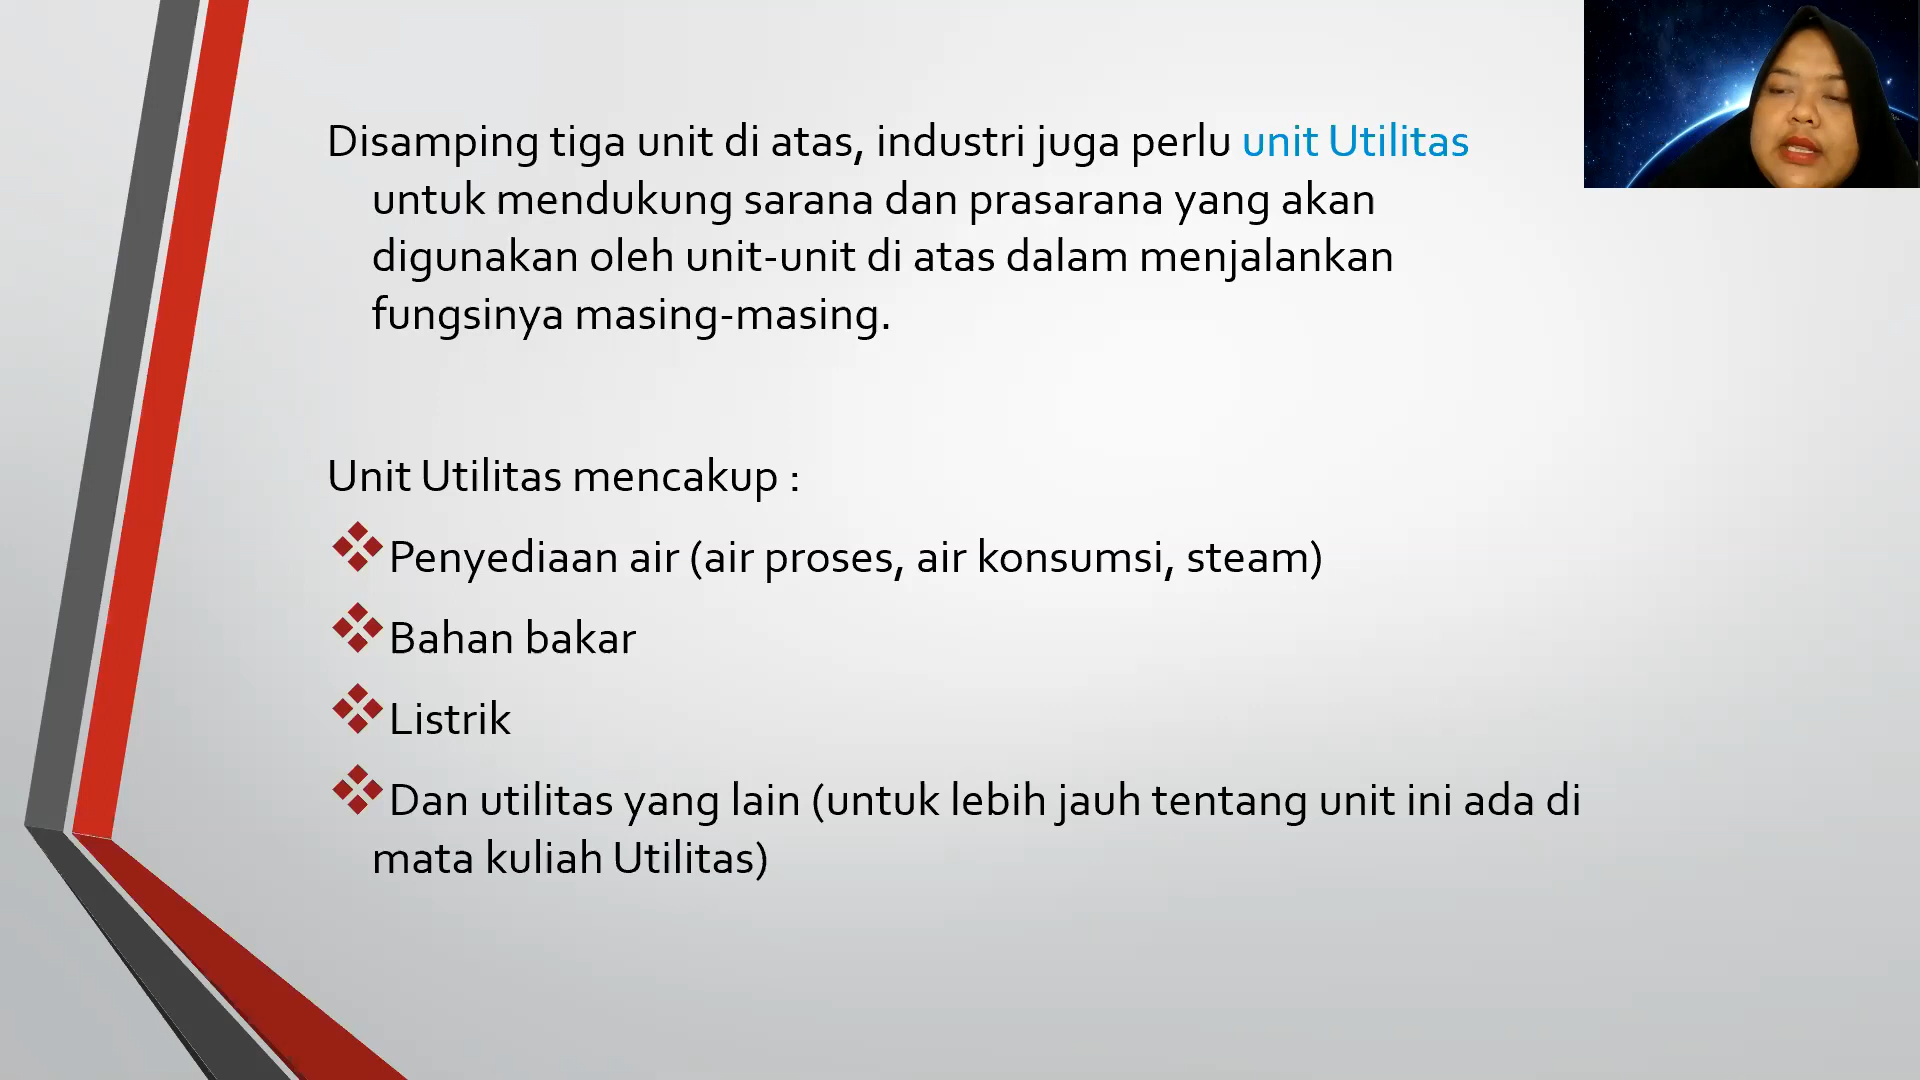 Disamping tiga unit di atas, industri juga perlu unit Utilitas
untuk mendukung sarana dan prasarana yang akan
digunakan oleh unit-unit di atas dalam menjalankan
fungsinya masing-masing.
Unit Utilitas mencakup :
Penyediaan air (air proses, air konsumsi, steam)
Bahan bakar
Listrik
Dan utilitas yang lain (untuk lebih jauh tentang unit ini ada di
mata kuliah Utilitas)